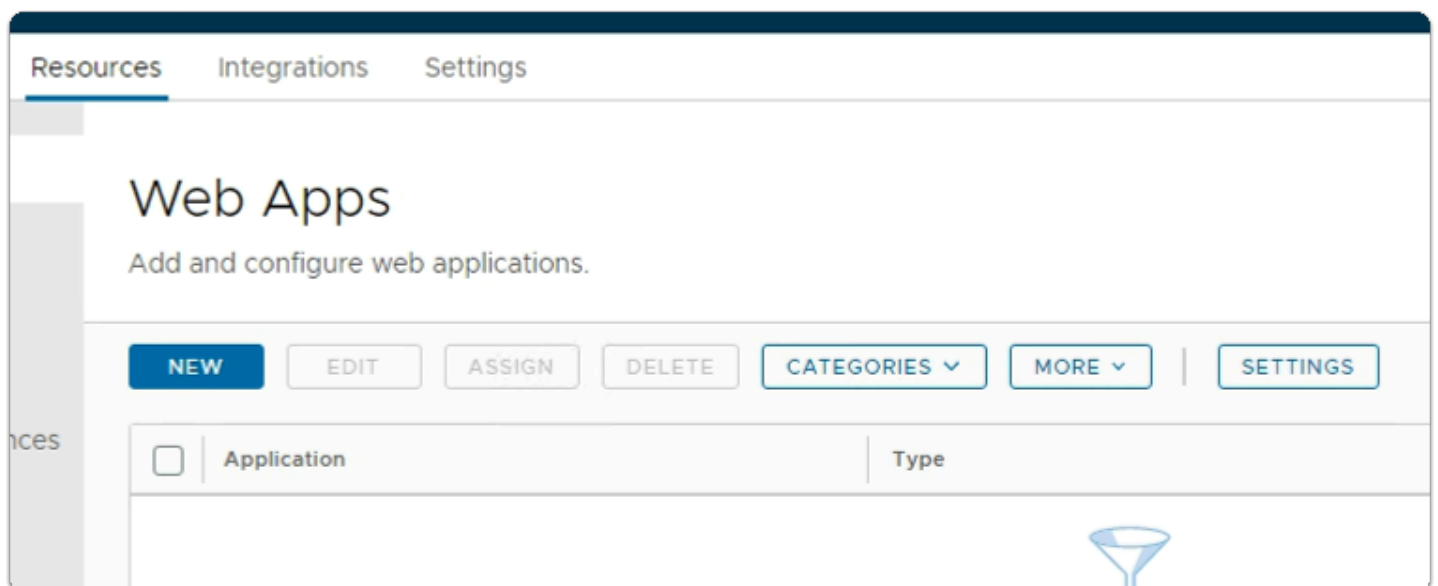 Resources Integrations Settings
Web Apps
Add and configure web applications.
NEW EDIT ASSIGN DELETE CATEGORIES MORE SETTINGS
Application Type